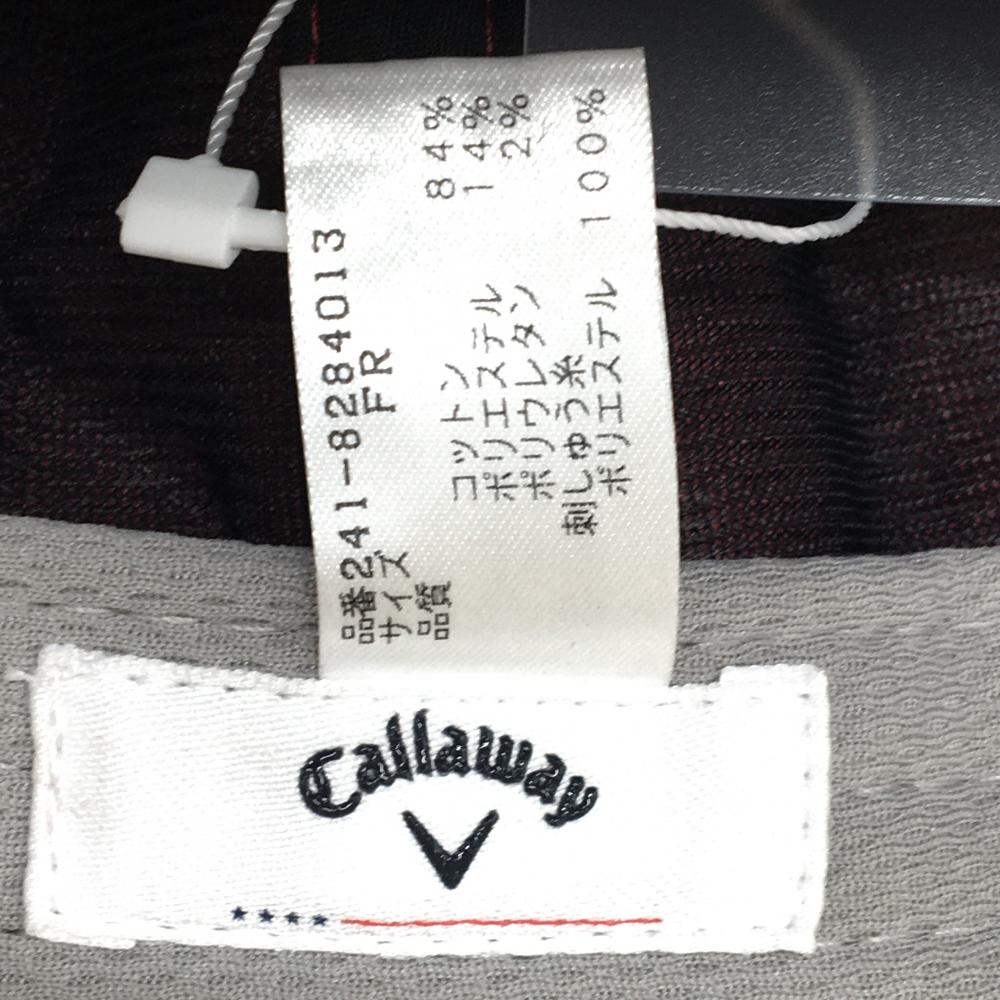 品番241-8284013
サイズ FR
品質
コットン 84%
ポリエステル 14%
ポリウレタン 2%
刺しゅう糸
ポリエステル 100%
Callaway